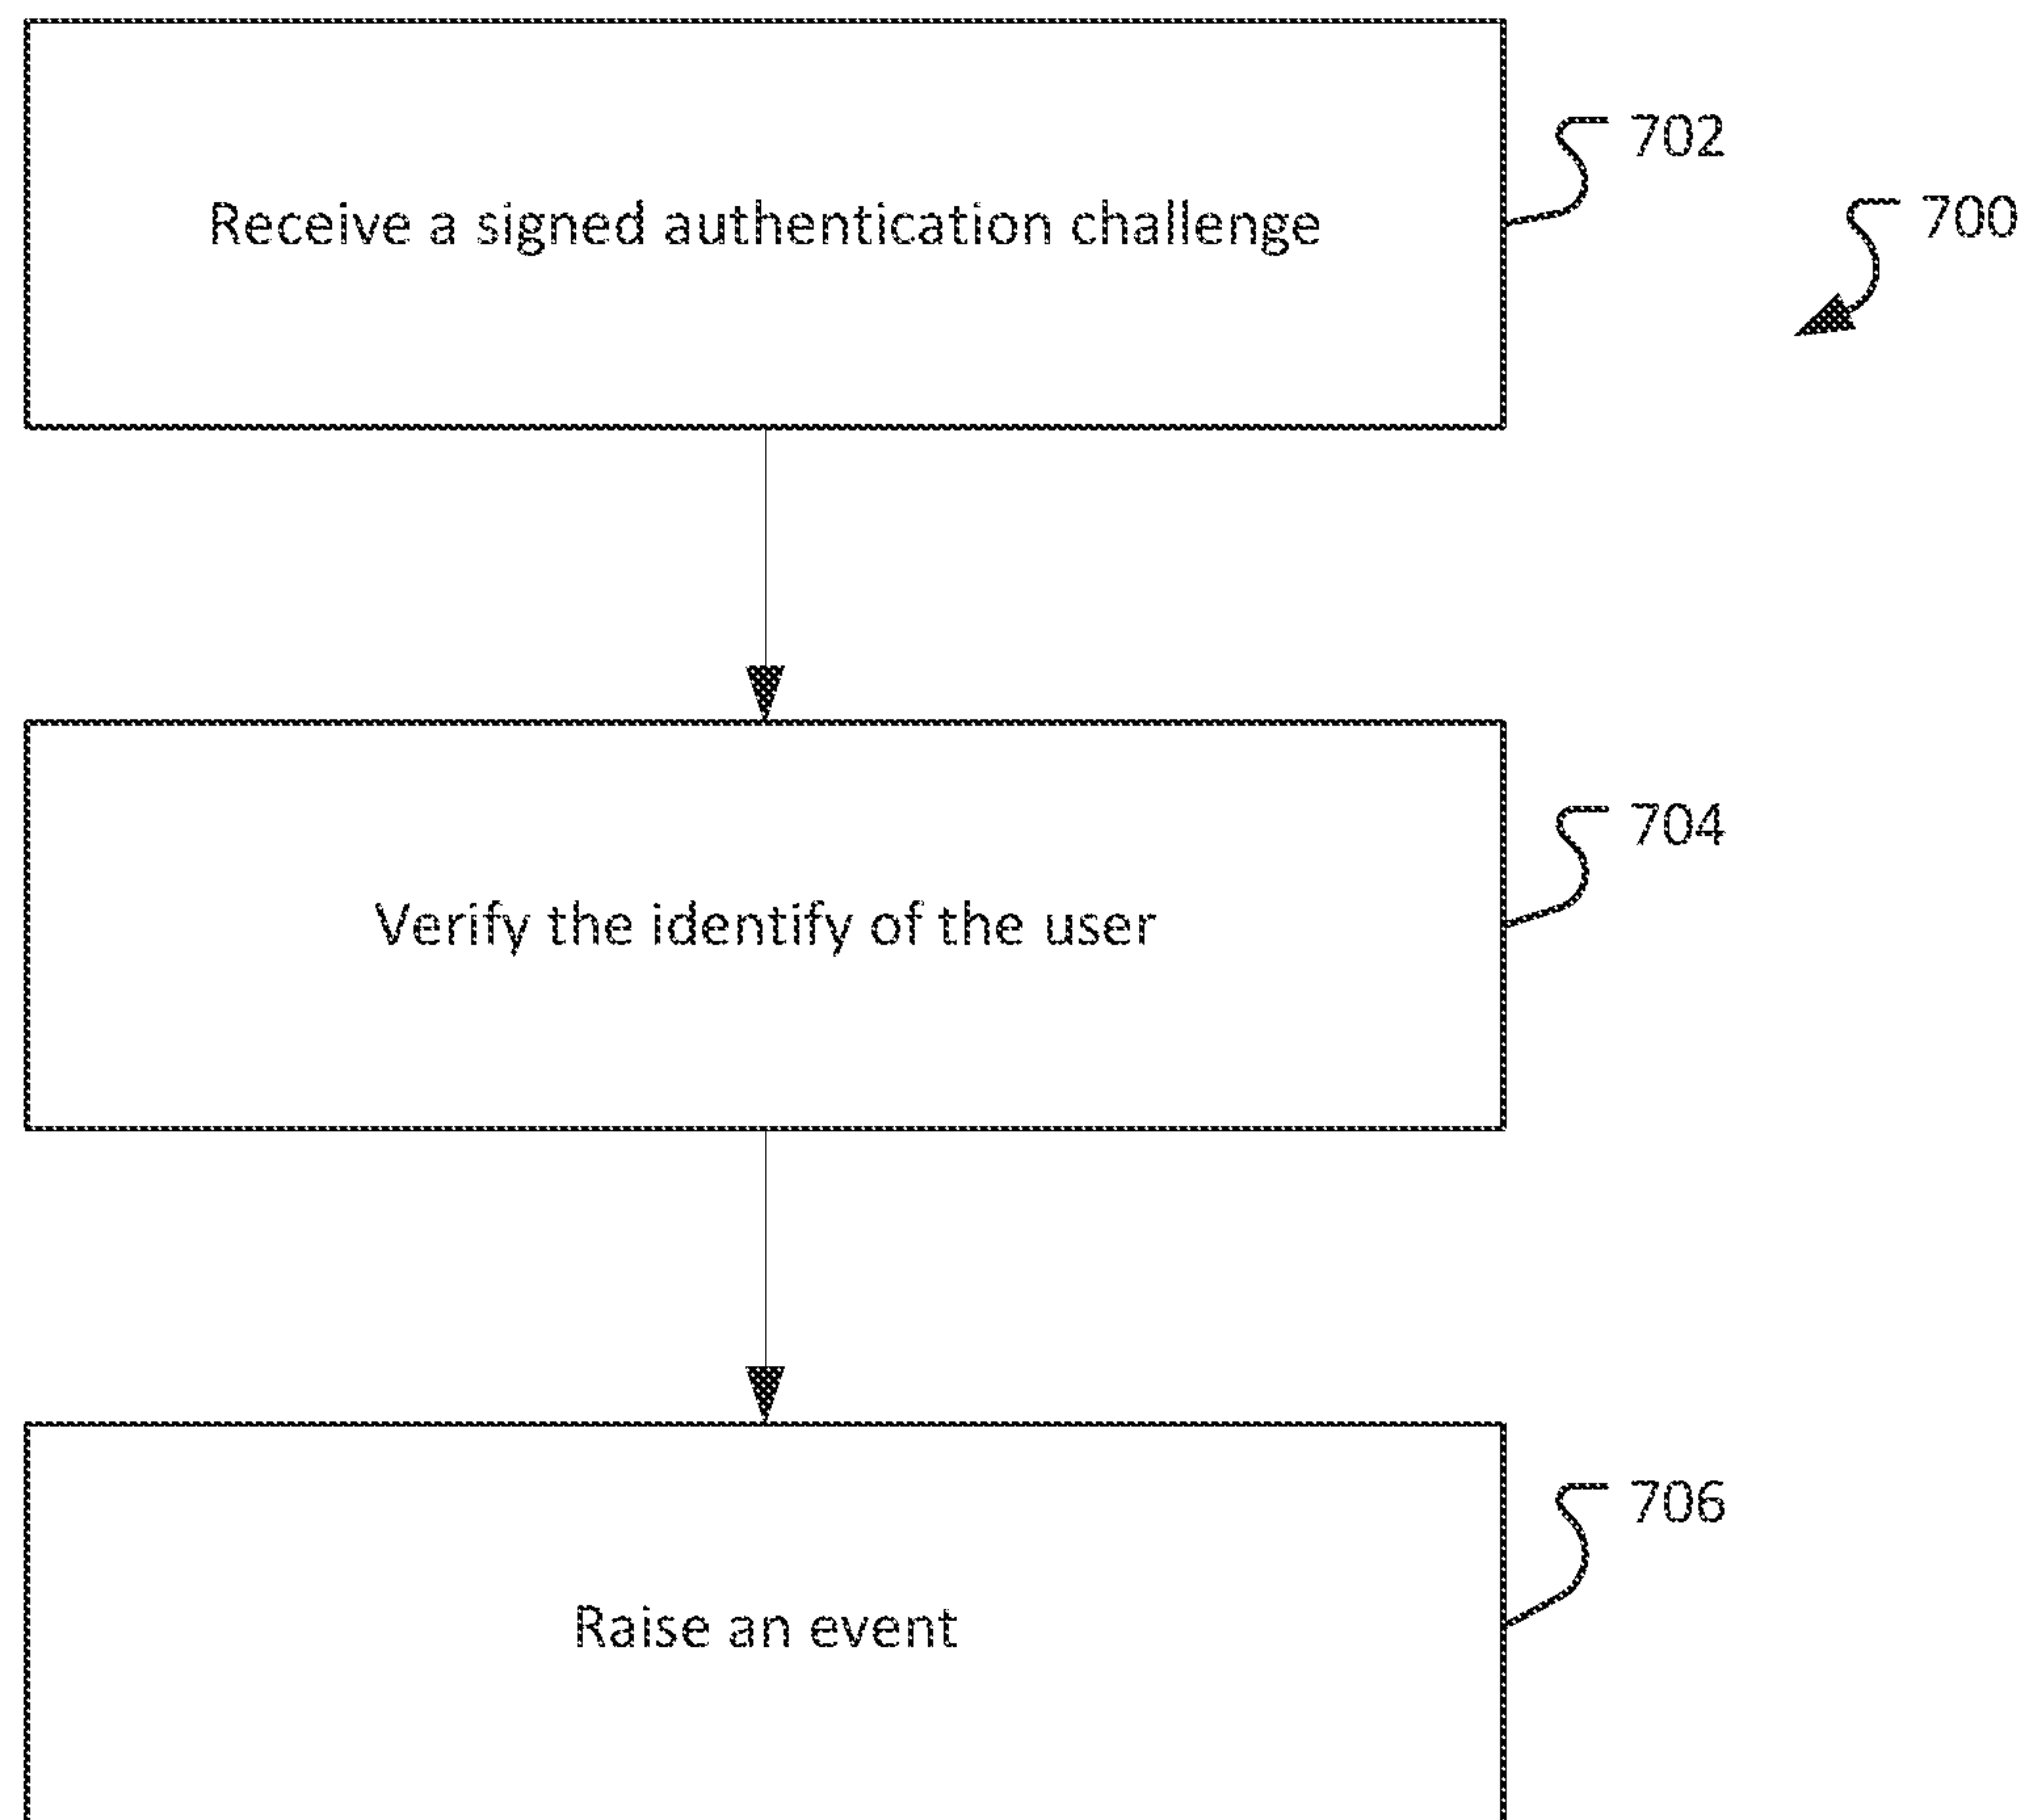 702
700
Receive a signed authentication challenge
704
Verify the identify of the user
706
Raise an event